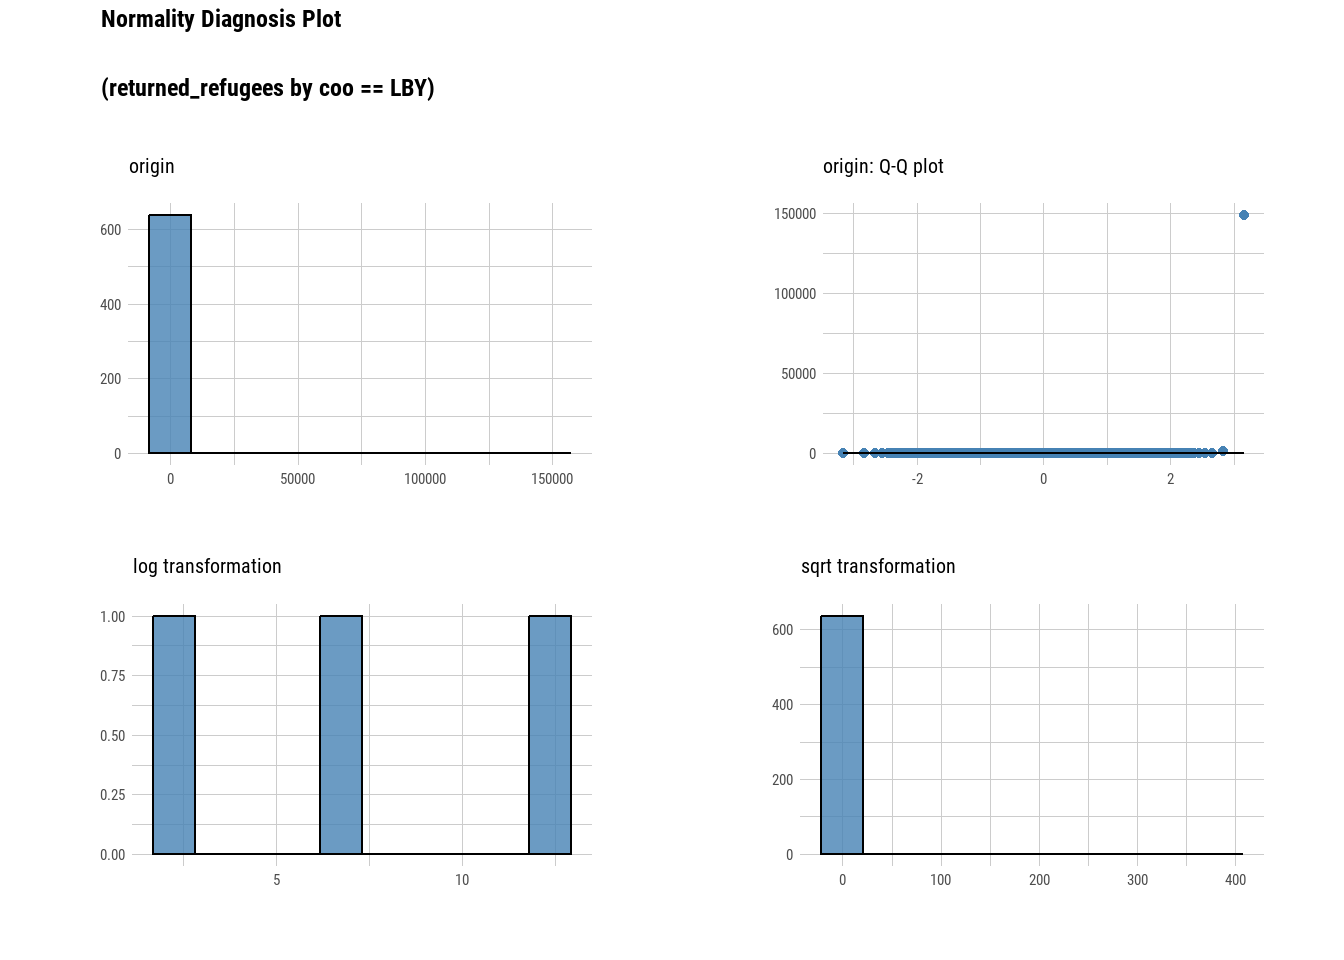 Normality Diagnosis Plot
(returned_refugees by coo == LBY)
origin
600
400
200
0
0 50000 100000 150000
origin: Q-Q plot
150000
100000
50000
0
-2 0 2
log transformation
1.00
0.75
0.50
0.25
0.00
5 10
sqrt transformation
600
400
200
0
0 100 200 300 400